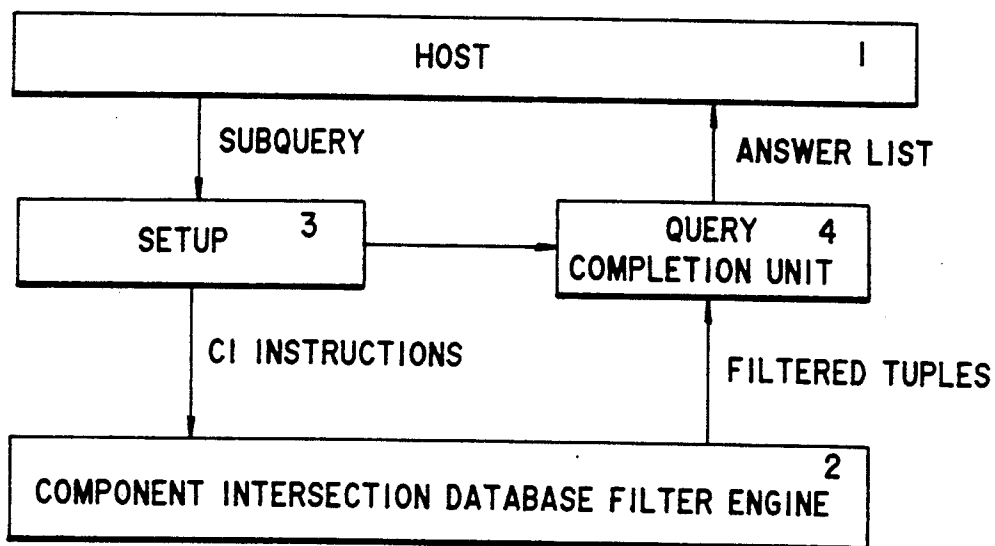 HOST 1
SUBQUERY
ANSWER LIST
SETUP 3
QUERY 4
COMPLETION UNIT
CI INSTRUCTIONS
FILTERED TUPLES
2
COMPONENT INTERSECTION DATABASE FILTER ENGINE